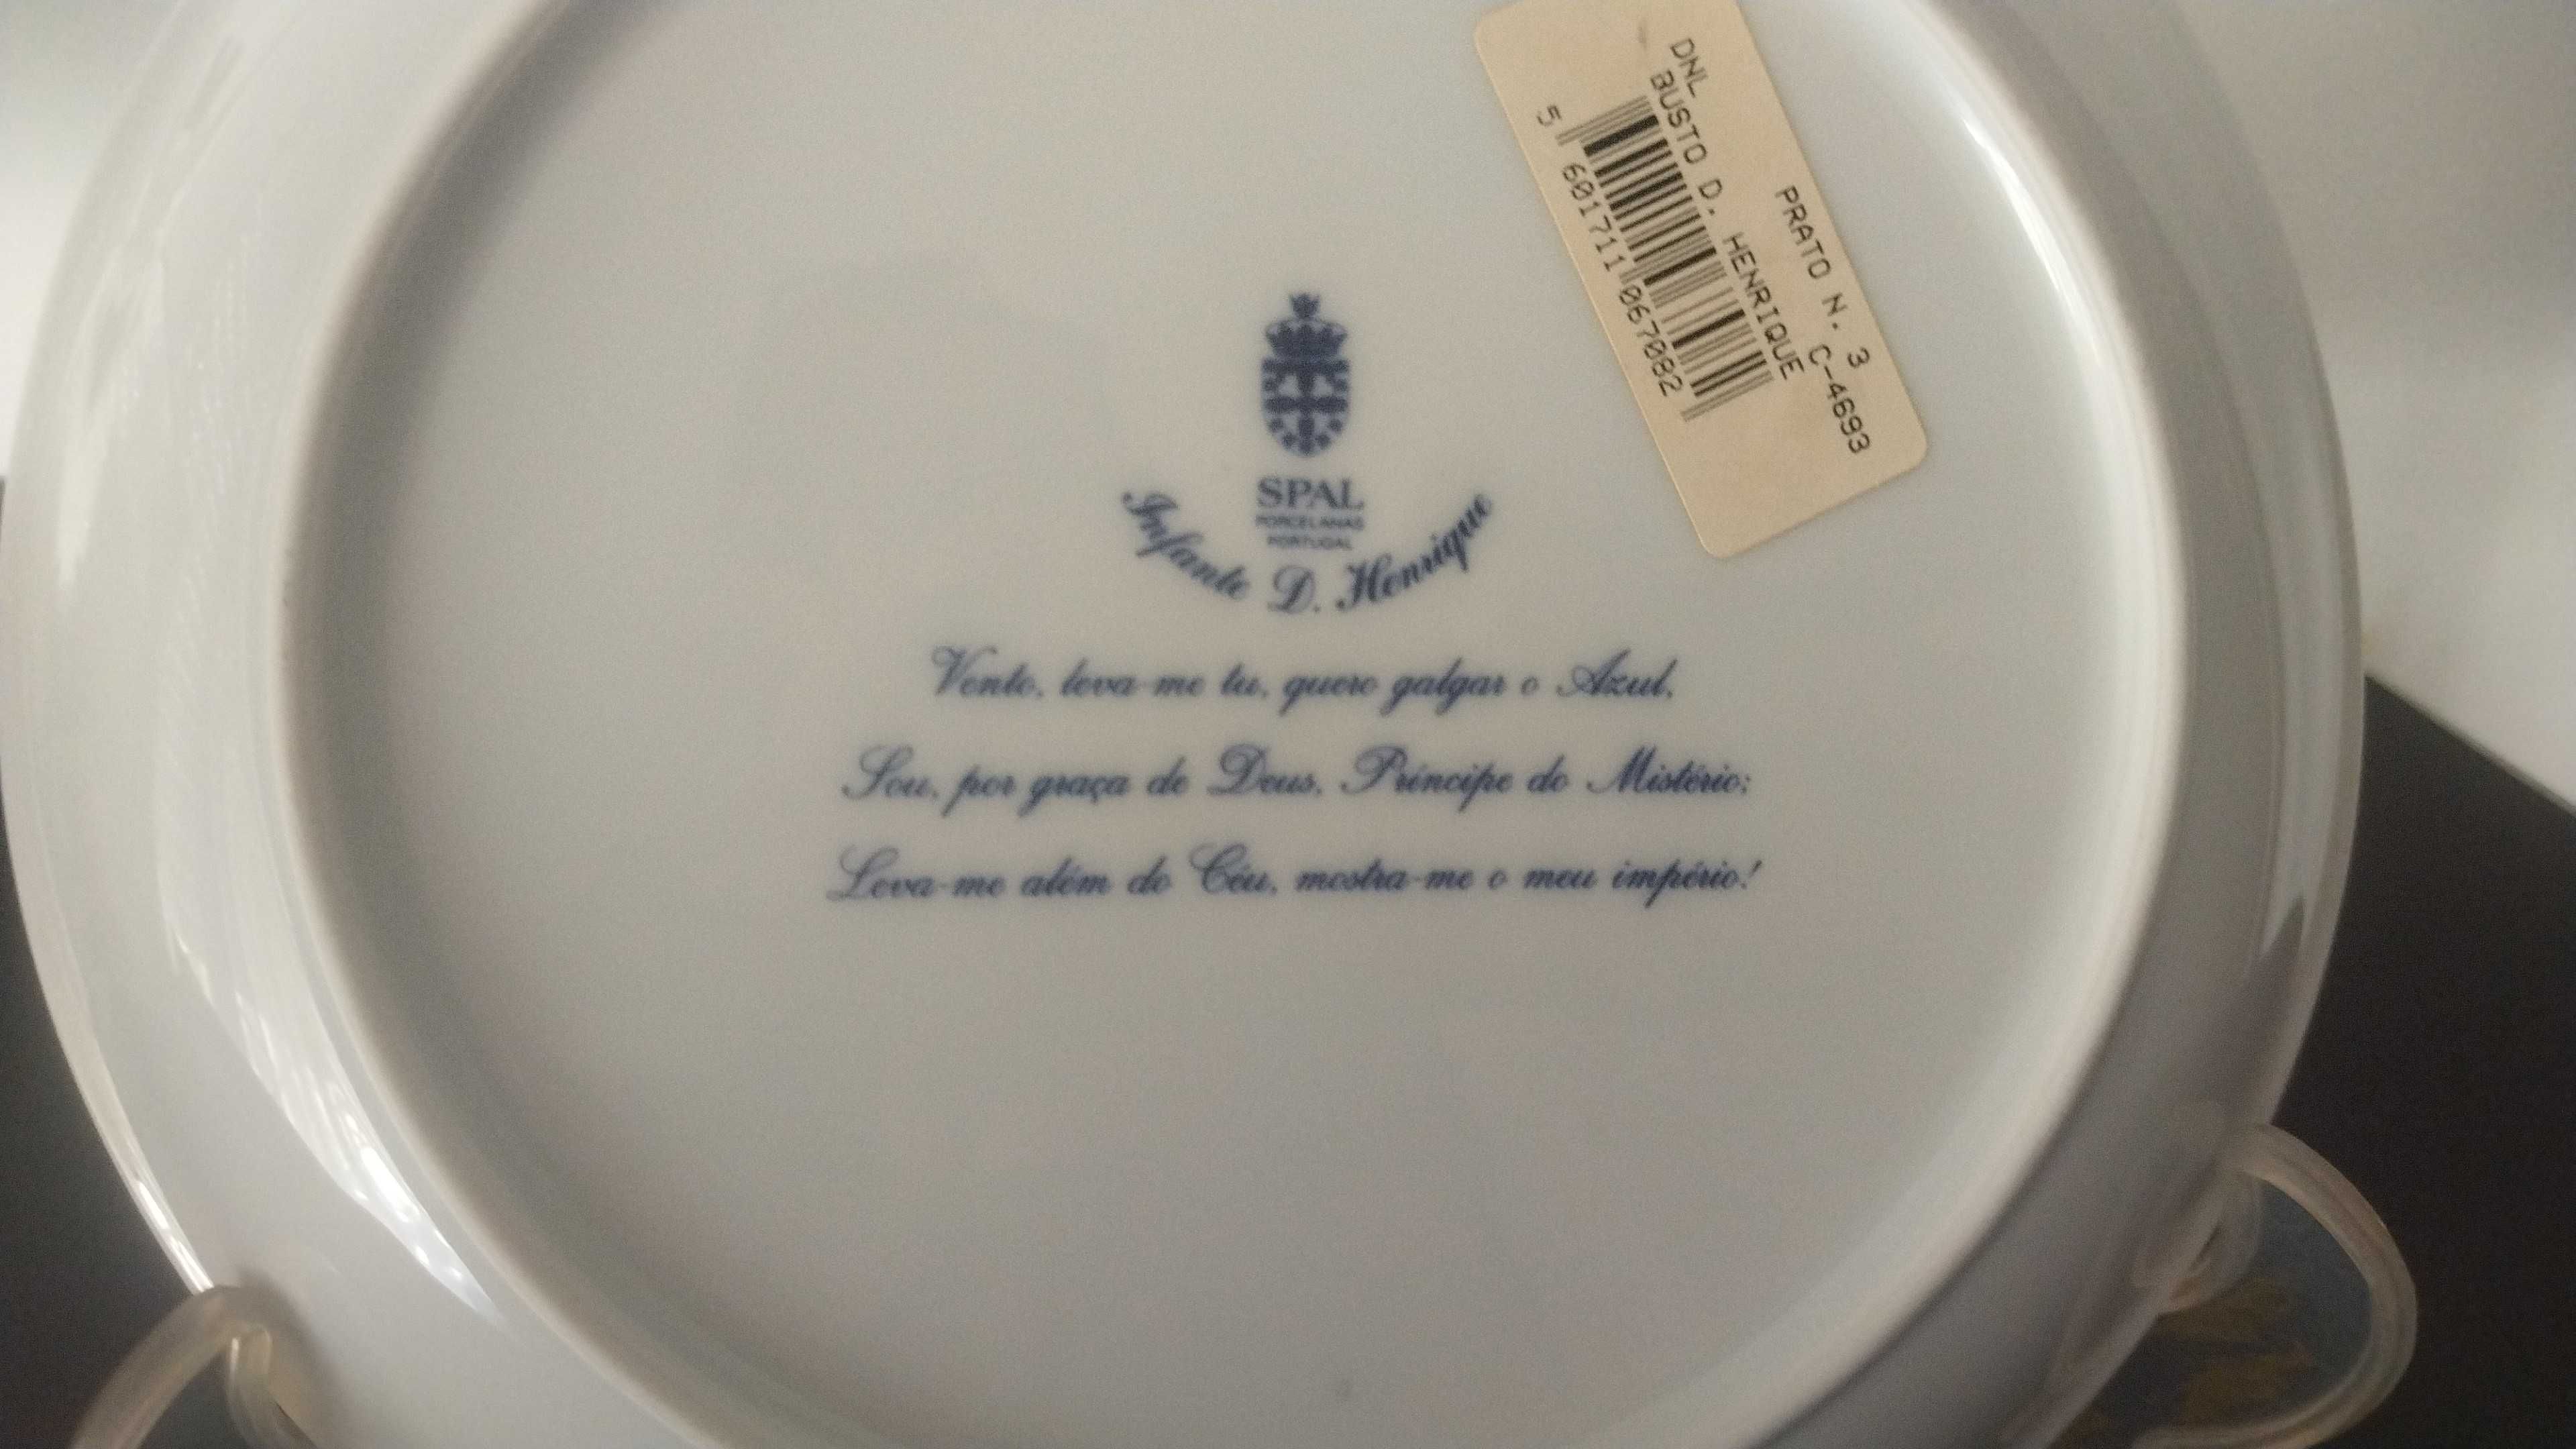 DNL PRATO N. 3
BUSTO D. HENRIQUE C-4693
5 601711 067082
SPAL
PORCELANAS
PORTUGAL
Infante D. Henrique
Vento, leva-me tu, quero galgar o Azul,
Sou, por graça de Deus, Príncipe do Mistério;
Leva-me além do Céu, mostra-me o meu império!